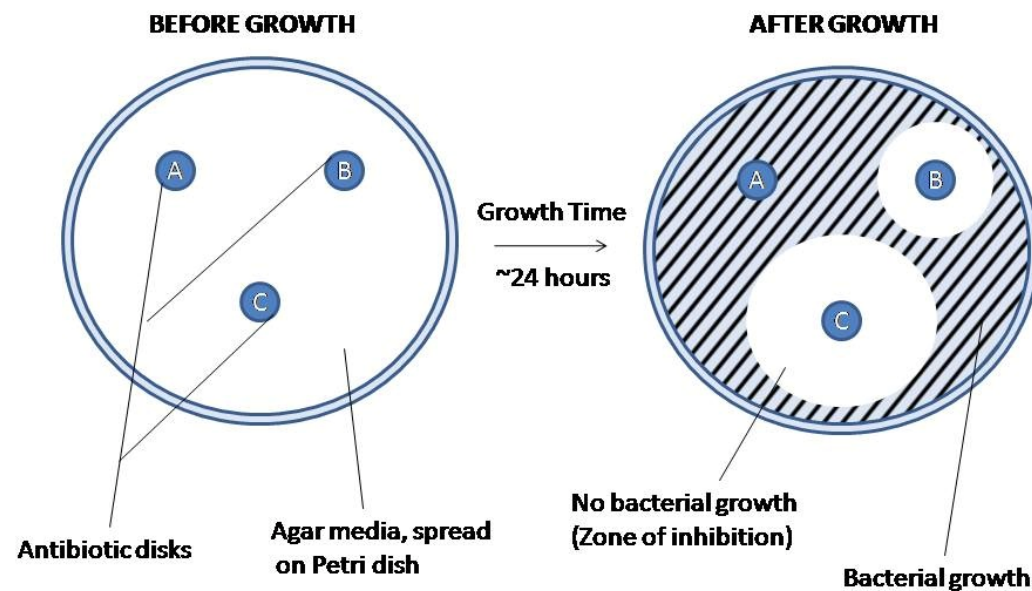 BEFORE GROWTH
AFTER GROWTH
A
B
C
Growth Time
~24 hours
A
B
C
Antibiotic disks
Agar media, spread
on Petri dish
No bacterial growth
(Zone of inhibition)
Bacterial growth